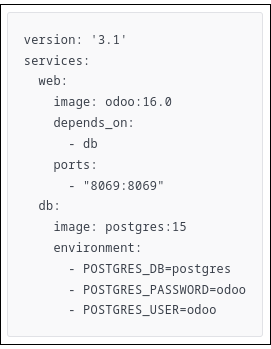 version: '3.1'
services:
  web:
    image: odoo:16.0
    depends_on:
      - db
    ports:
      - "8069:8069"
  db:
    image: postgres:15
    environment:
      - POSTGRES_DB=postgres
      - POSTGRES_PASSWORD=odoo
      - POSTGRES_USER=odoo